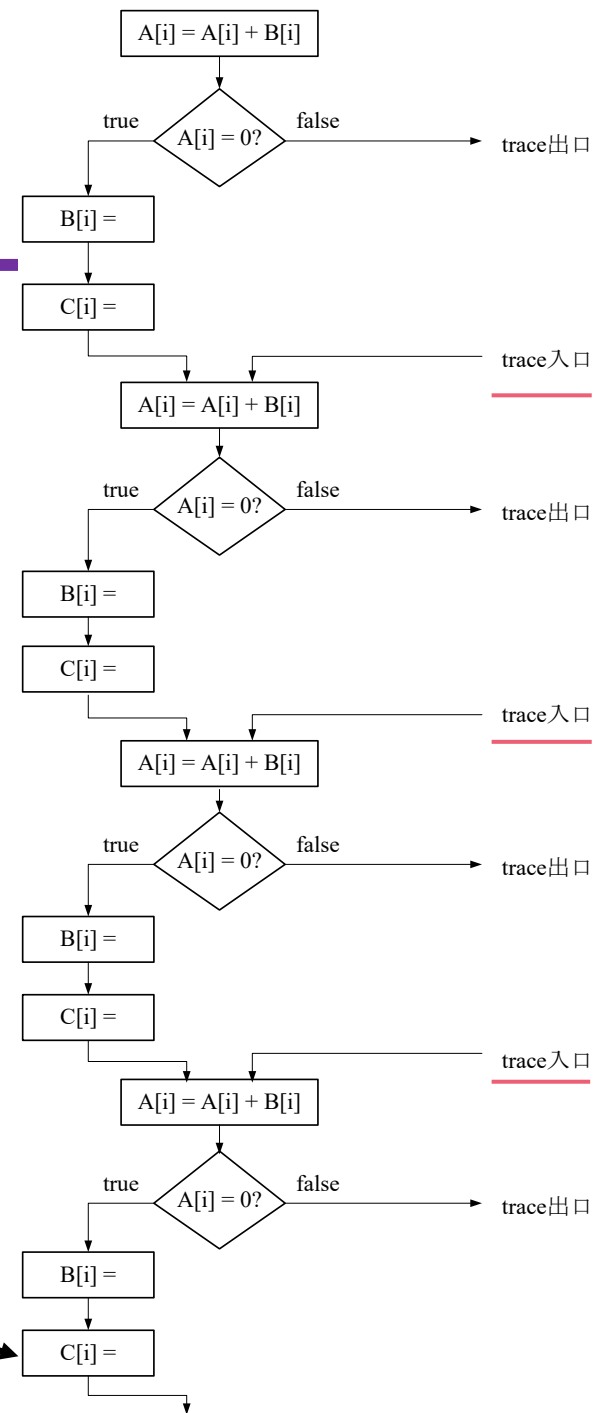 A[i] = A[i] + B[i]
true
false
A[i] = 0?
trace出口
B[i] =
C[i] =
trace入口
A[i] = A[i] + B[i]
true
false
A[i] = 0?
trace出口
B[i] =
C[i] =
trace入口
A[i] = A[i] + B[i]
true
false
A[i] = 0?
trace出口
B[i] =
C[i] =
trace入口
A[i] = A[i] + B[i]
true
false
A[i] = 0?
trace出口
B[i] =
C[i] =